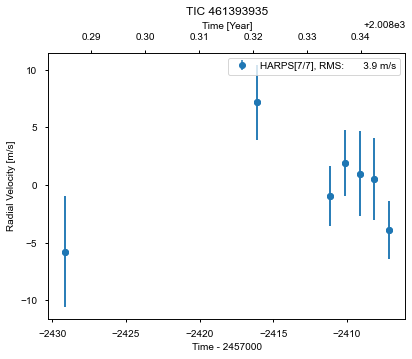 TIC 461393935
Time [Year]
+2.008e3
0.29 0.30 0.31 0.32 0.33 0.34
HARPS[7/7], RMS: 3.9 m/s
Radial Velocity [m/s]
10
5
0
−5
−10
−2430 −2425 −2420 −2415 −2410
Time - 2457000